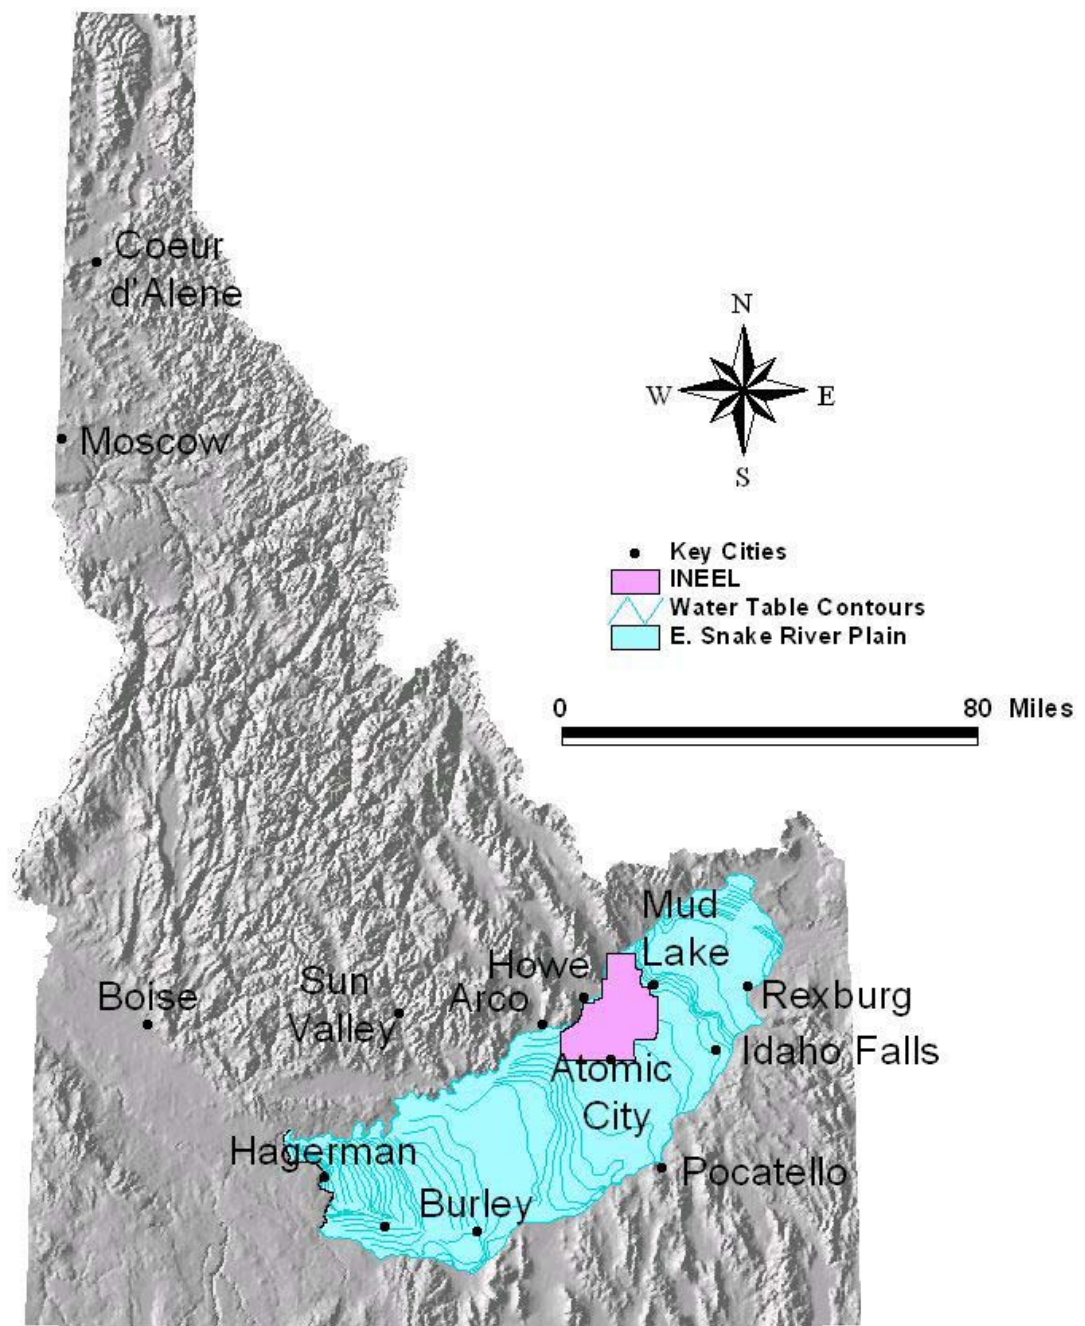 Coeur
d'Alene
Moscow
N
W
E
S
Key Cities
INEEL
Water Table Contours
E. Snake River Plain
0
80 Miles
Mud
Lake
Howe
Arco
Sun
Valley
Boise
Rexburg
Idaho Falls
Atomic
City
Hagerman
Pocatello
Burley